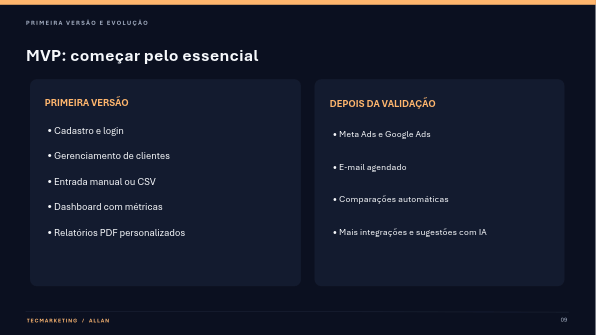 PRIMEIRA VERSÃO E EVOLUÇÃO
MVP: começar pelo essencial
PRIMEIRA VERSÃO
• Cadastro e login
• Gerenciamento de clientes
• Entrada manual ou CSV
• Dashboard com métricas
• Relatórios PDF personalizados
DEPOIS DA VALIDAÇÃO
• Meta Ads e Google Ads
• E-mail agendado
• Comparações automáticas
• Mais integrações e sugestões com IA
TECMARKETING / ALLAN
09